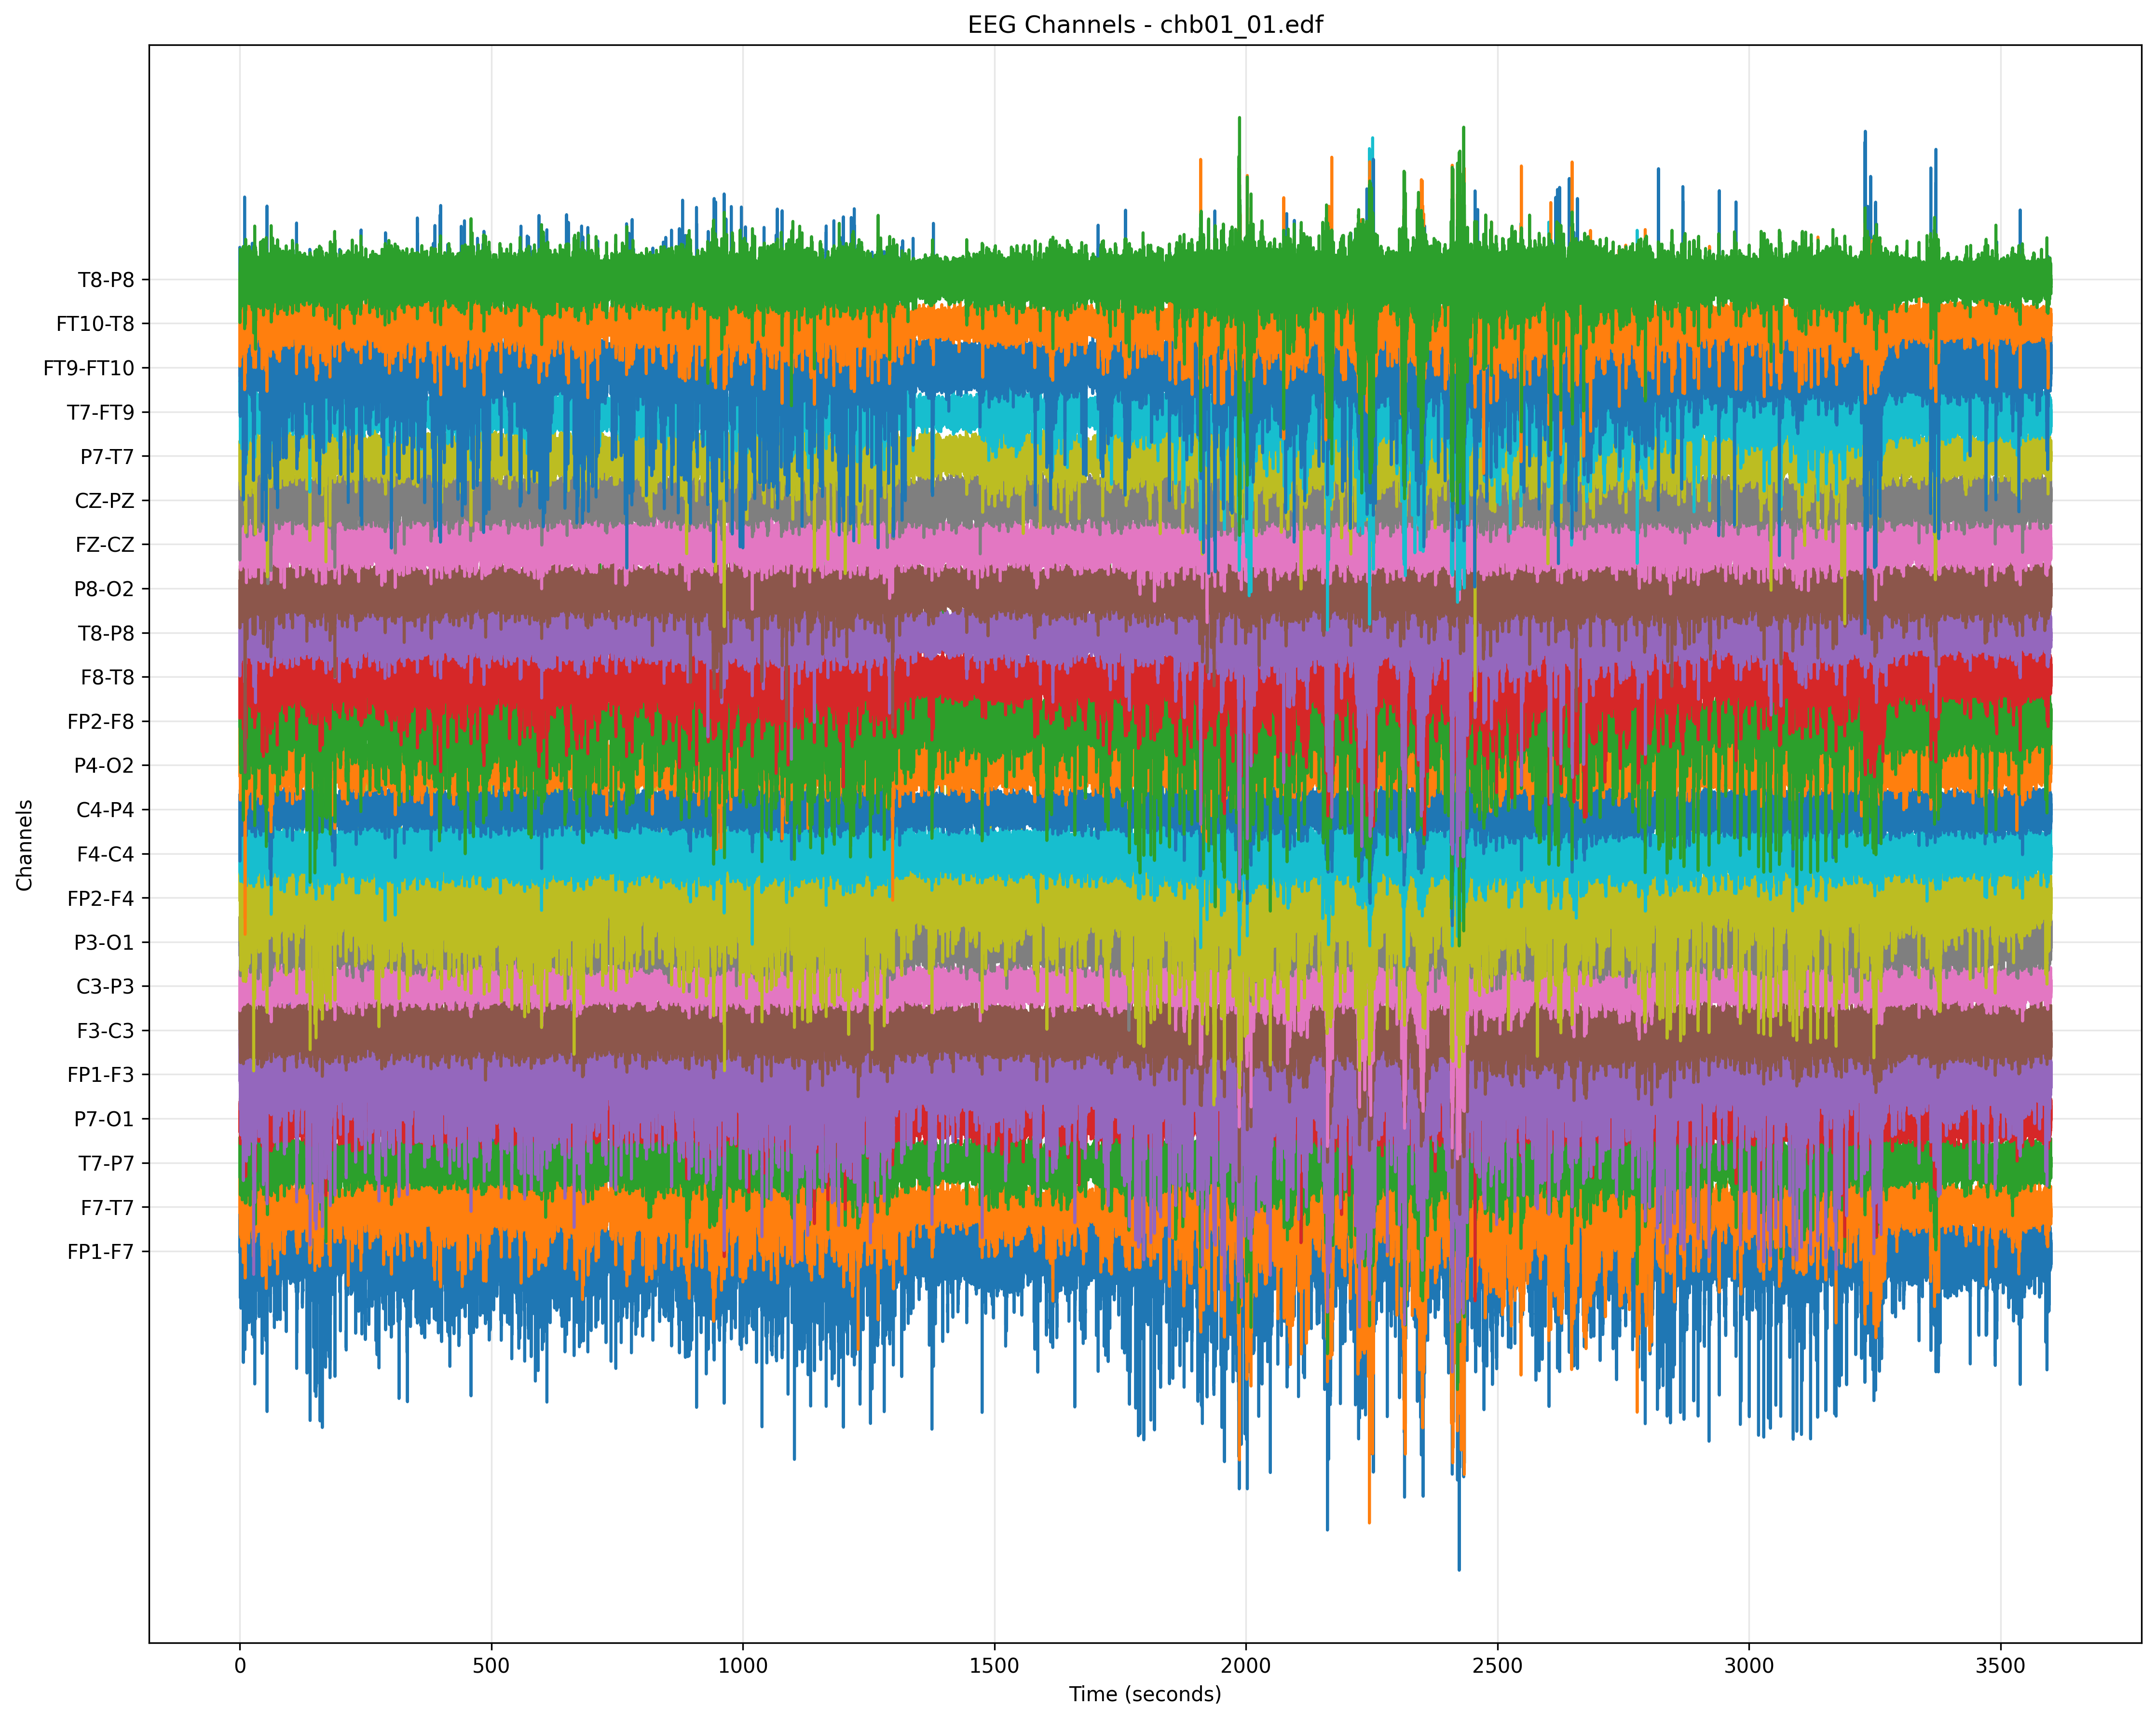 EEG Channels - chb01_01.edf
T8-P8
FT10-T8
FT9-FT10
T7-FT9
P7-T7
CZ-PZ
FZ-CZ
P8-O2
T8-P8
F8-T8
FP2-F8
P4-O2
C4-P4
F4-C4
FP2-F4
P3-O1
C3-P3
F3-C3
FP1-F3
P7-O1
T7-P7
F7-T7
FP1-F7
Channels
0 500 1000 1500 2000 2500 3000 3500
Time (seconds)